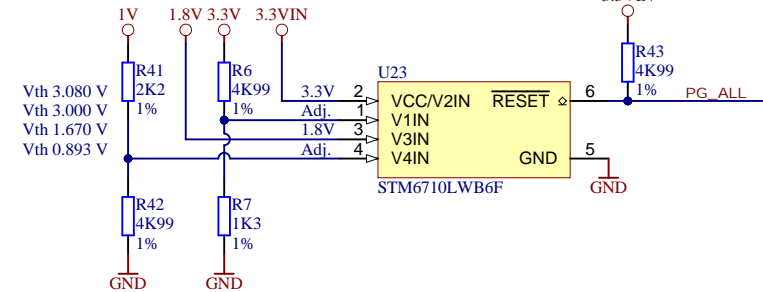 1V
1.8V
3.3V
3.3VIN
R41
2K2
1%
R6
4K99
1%
R43
4K99
1%
U23
Vth 3.080 V
Vth 3.000 V
Vth 1.670 V
Vth 0.893 V
3.3V
Adj.
1.8V
Adj.
2
1
3
4
VCC/V2IN
V1IN
V3IN
V4IN
RESET
GND
6
5
PG_ALL
GND
STM6710LWB6F
R42
4K99
1%
R7
1K3
1%
GND
GND